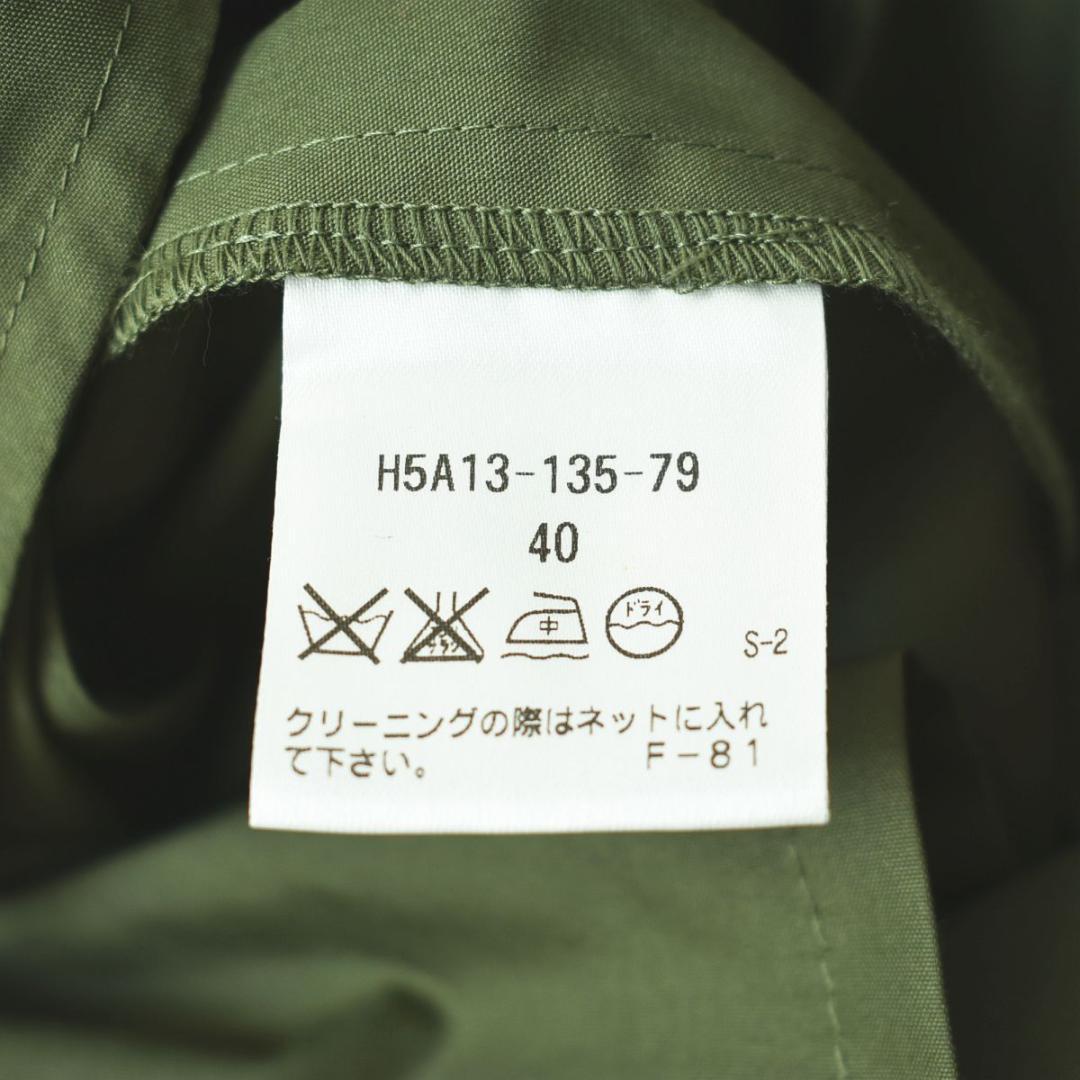 H5A13-135-79
40
中 ドライ S-2
クリーニングの際はネットに入れ
て下さい。 F-81